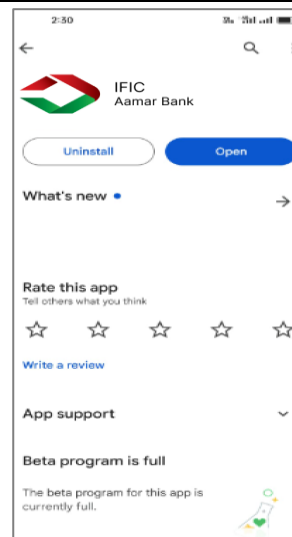 2:50
IFIC
Aamar Bank
Uninstall
Open
What's new
Rate this app
Tell others what you think
Write a review
App support
Beta program is full
The beta program for this app is
currently full.